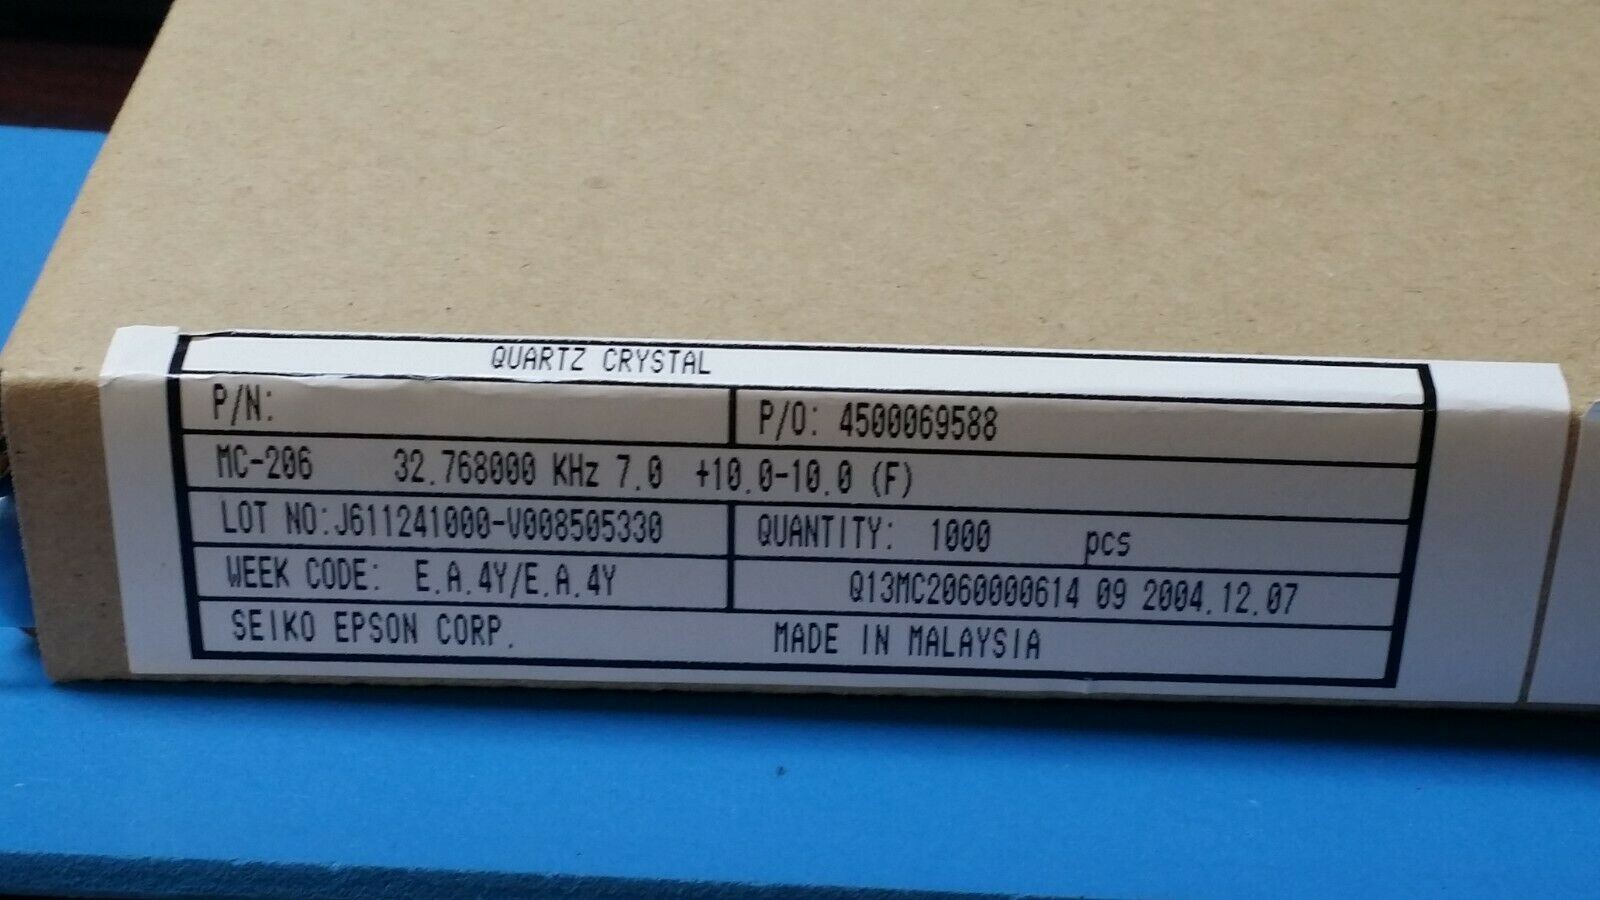 QUARTZ CRYSTAL
P/N: P/O: 4500069588
MC-206 32.768000 KHz 7.0 +10.0-10.0 (F)
LOT NO:J611241000-V008505330 QUANTITY: 1000 pcs
WEEK CODE: E.A.4Y/E.A.4Y Q13MC2060000614 09 2004.12.07
SEIKO EPSON CORP. MADE IN MALAYSIA